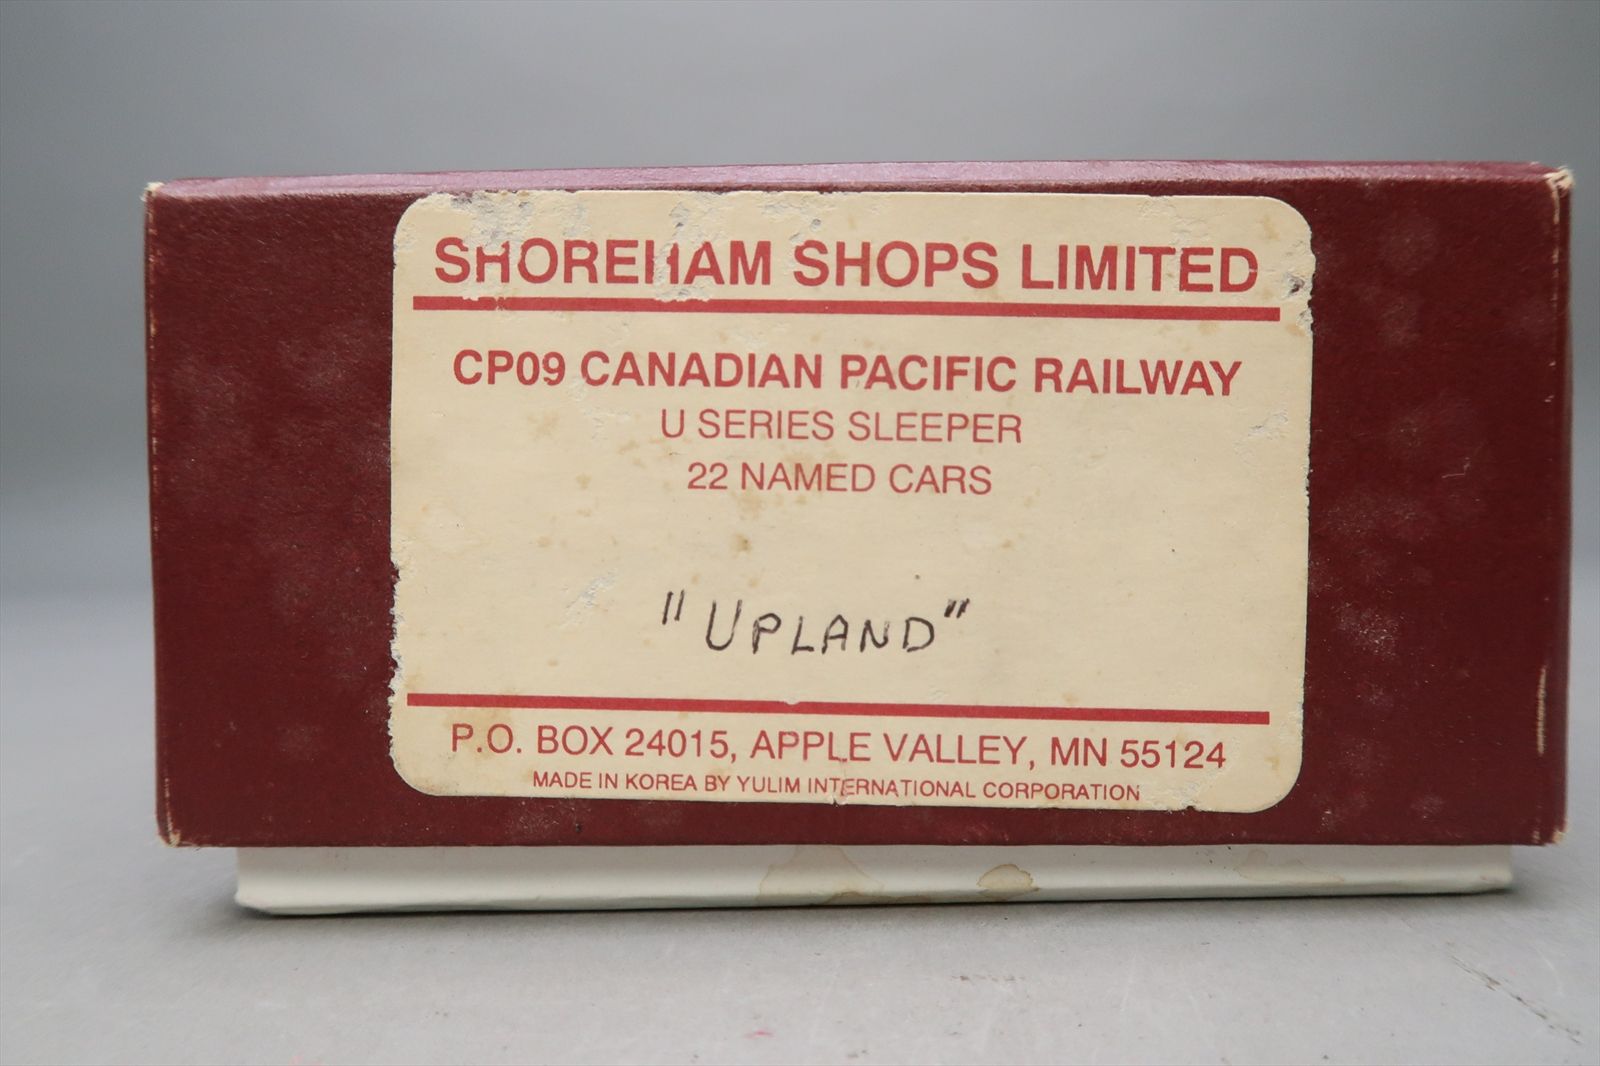 SHOREHAM SHOPS LIMITED
CP09 CANADIAN PACIFIC RAILWAY
U SERIES SLEEPER
22 NAMED CARS
"UPLAND"
P.O. BOX 24015, APPLE VALLEY, MN 55124
MADE IN KOREA BY YULIM INTERNATIONAL CORPORATION